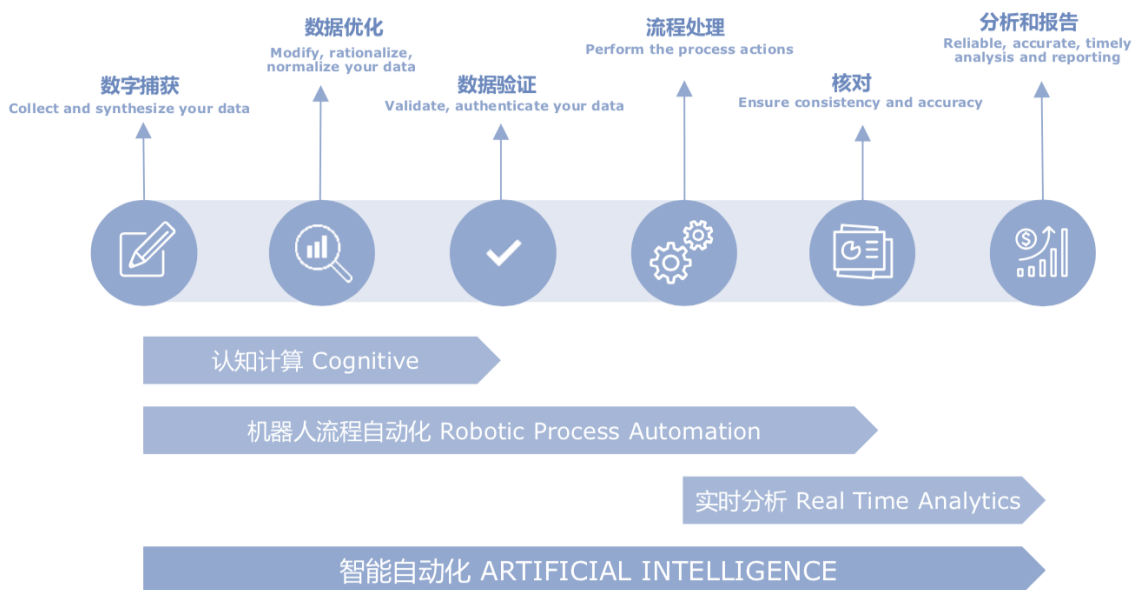 数字捕获
Collect and synthesize your data
数据优化
Modify, rationalize,
normalize your data
数据验证
Validate, authenticate your data
流程处理
Perform the process actions
核对
Ensure consistency and accuracy
分析和报告
Reliable, accurate, timely
analysis and reporting
认知计算 Cognitive
机器人流程自动化 Robotic Process Automation
实时分析 Real Time Analytics
智能自动化 ARTIFICIAL INTELLIGENCE